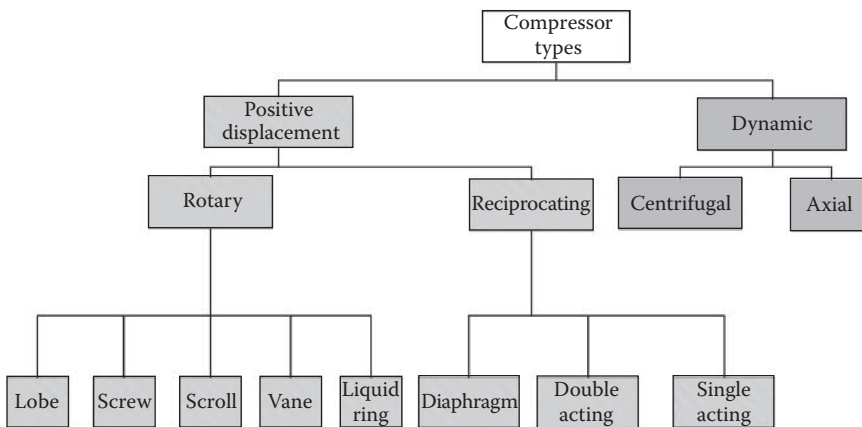 Compressor
types
Positive
displacement
Dynamic
Rotary
Reciprocating
Centrifugal
Axial
Lobe
Screw
Scroll
Vane
Liquid
ring
Diaphragm
Double
acting
Single
acting